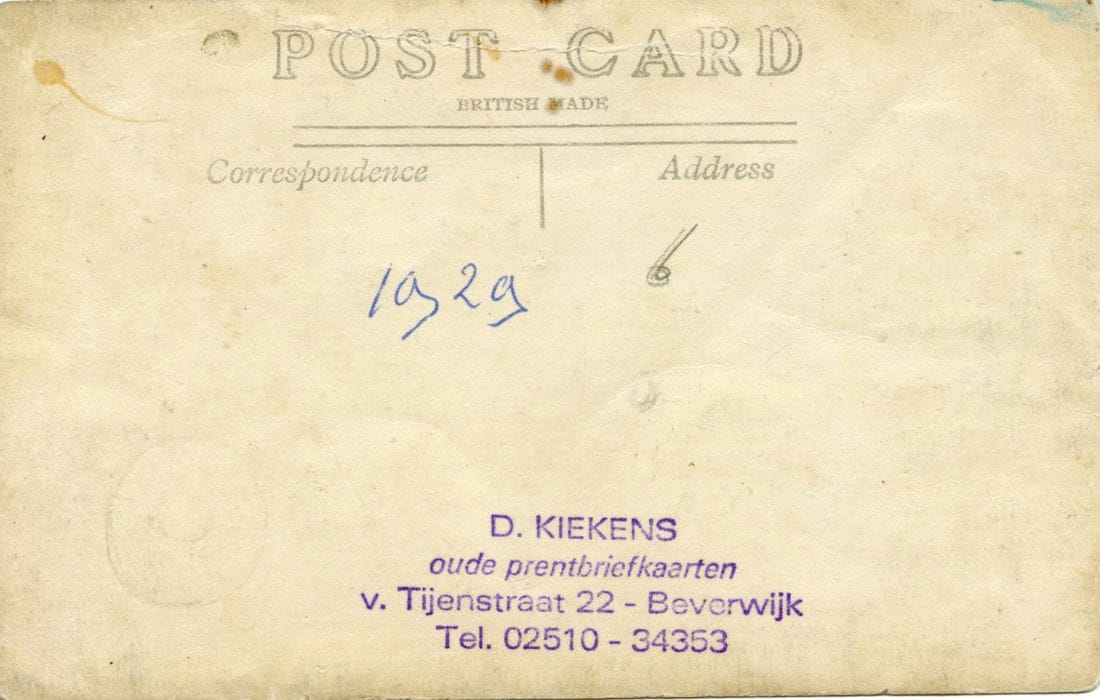 POST CARD
BRITISH MADE
Correspondence
Address
1929
6
D. KIEKENS
oude prentbriefkaarten
v. Tijenstraat 22 - Beverwijk
Tel. 02510 - 34353